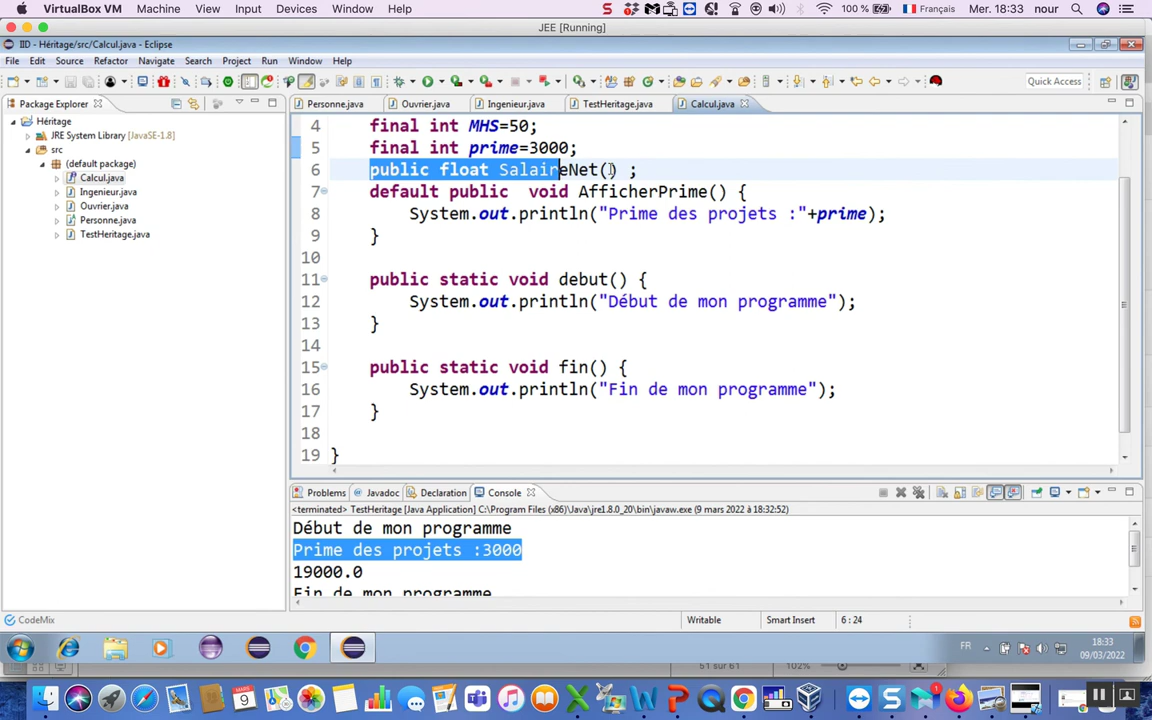 VirtualBox VM Machine View Input Devices Window Help 100 % Français Mer. 18:33 nour
JEE [Running]
IID - Héritage/src/Calcul.java - Eclipse
File Edit Source Refactor Navigate Search Project Run Window Help
Quick Access
Package Explorer
Héritage
JRE System Library [JavaSE-1.8]
src
(default package)
Calcul.java
Ingenieur.java
Ouvrier.java
Personne.java
TestHeritage.java
Personne.java Ouvrier.java Ingenieur.java TestHeritage.java Calcul.java
4 final int MHS=50;
5 final int prime=3000;
6 public float SalaireNet() ;
7 default public void AfficherPrime() {
8 System.out.println("Prime des projets :"+prime);
9 }
10
11 public static void debut() {
12 System.out.println("Début de mon programme");
13 }
14
15 public static void fin() {
16 System.out.println("Fin de mon programme");
17 }
18
19 }
Problems Javadoc Declaration Console
<terminated> TestHeritage [Java Application] C:\Program Files (x86)\Java\jre1.8.0_20\bin\javaw.exe (9 mars 2022 à 18:32:52)
Début de mon programme
Prime des projets :3000
19000.0
Fin de mon programme
CodeMix Writable Smart Insert 6 : 24
FR 18:33
09/03/2022
51 sur 61 102%
MARS
9